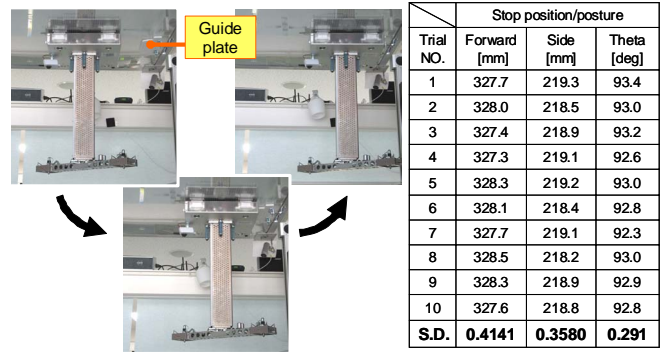 Guide
plate
Stop position/posture
Trial NO. Forward [mm] Side [mm] Theta [deg]
1 327.7 219.3 93.4
2 328.0 218.5 93.0
3 327.4 218.9 93.2
4 327.3 219.1 92.6
5 328.3 219.2 93.0
6 328.1 218.4 92.8
7 327.7 219.1 92.3
8 328.5 218.2 93.0
9 328.3 218.9 92.9
10 327.6 218.8 92.8
S.D. 0.4141 0.3580 0.291